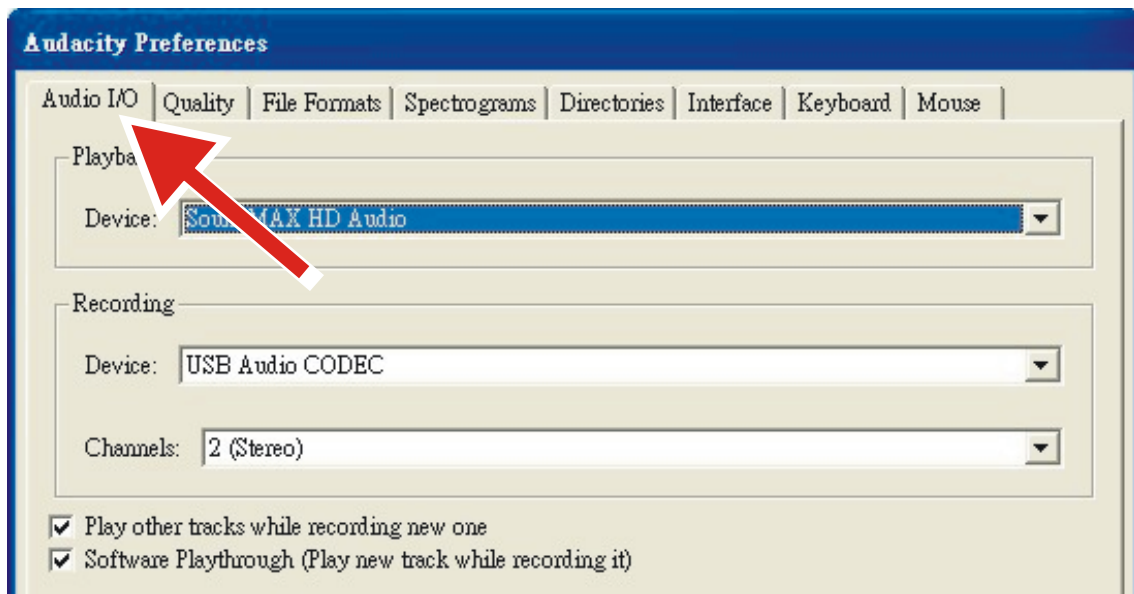 Audacity Preferences
Audio I/O Quality File Formats Spectrograms Directories Interface Keyboard Mouse
Device: MAX HD Audio
Recording
Device: USB Audio CODEC
Channels: 2 (Stereo)
Play other tracks while recording new one
Software Playthrough (Play new track while recording it)